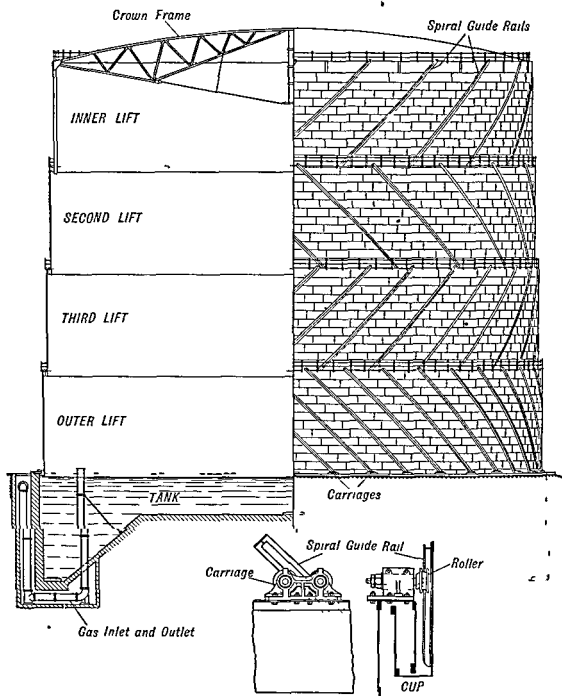 Crown Frame
Spiral Guide Rails
INNER LIFT
SECOND LIFT
THIRD LIFT
OUTER LIFT
TANK
Carriages
Spiral Guide Rail
Carriage
Roller
Gas Inlet and Outlet
CUP